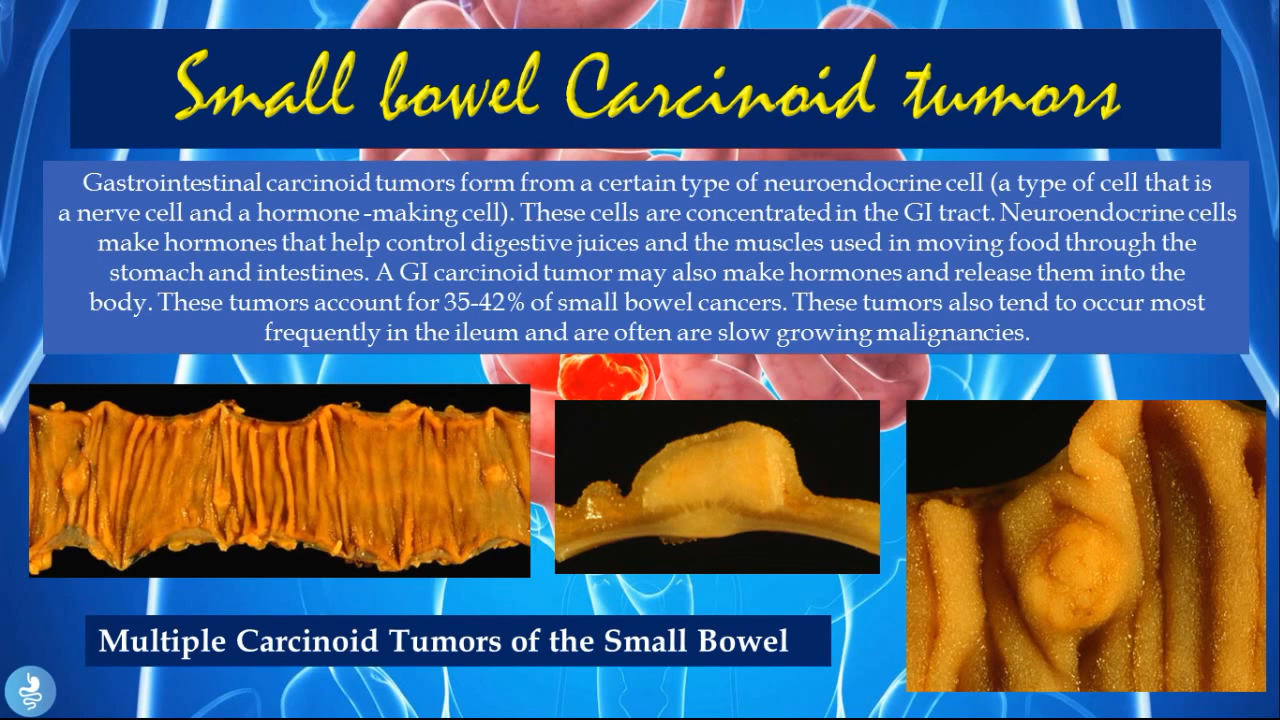 Small bowel Carcinoid tumors
Gastrointestinal carcinoid tumors form from a certain type of neuroendocrine cell (a type of cell that is
a nerve cell and a hormone-making cell). These cells are concentrated in the GI tract. Neuroendocrine cells
make hormones that help control digestive juices and the muscles used in moving food through the
stomach and intestines. A GI carcinoid tumor may also make hormones and release them into the
body. These tumors account for 35-42% of small bowel cancers. These tumors also tend to occur most
frequently in the ileum and are often are slow growing malignancies.
Multiple Carcinoid Tumors of the Small Bowel